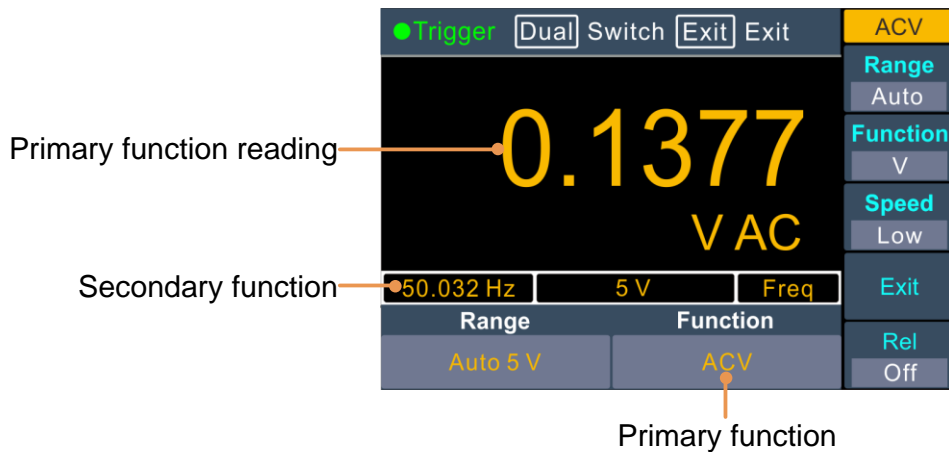 Trigger Dual Switch Exit Exit
ACV
Range
Auto
Function
V
Speed
Low
Exit
Rel
Off
Primary function reading
0.1377
V AC
Secondary function
50.032 Hz 5 V Freq
Range Function
Auto 5 V ACV
Primary function